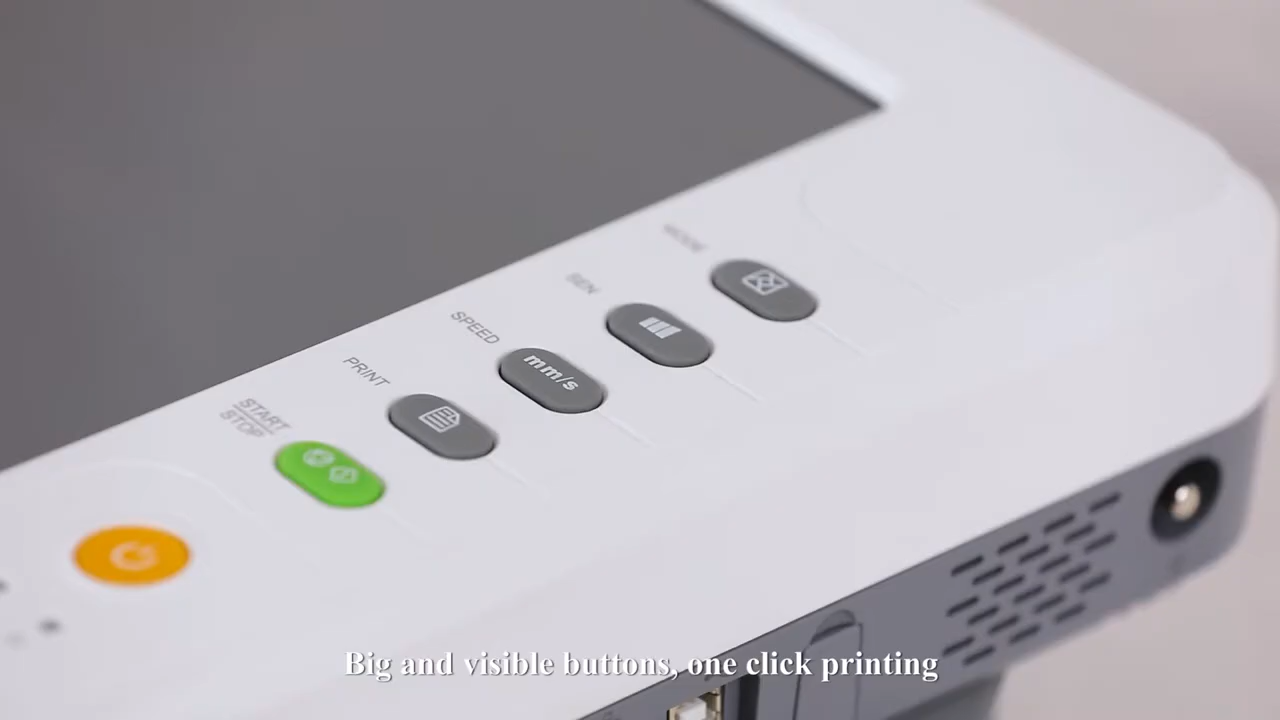 MODE
SEN
SPEED
mm/s
PRINT
START
STOP
Big and visible buttons, one click printing